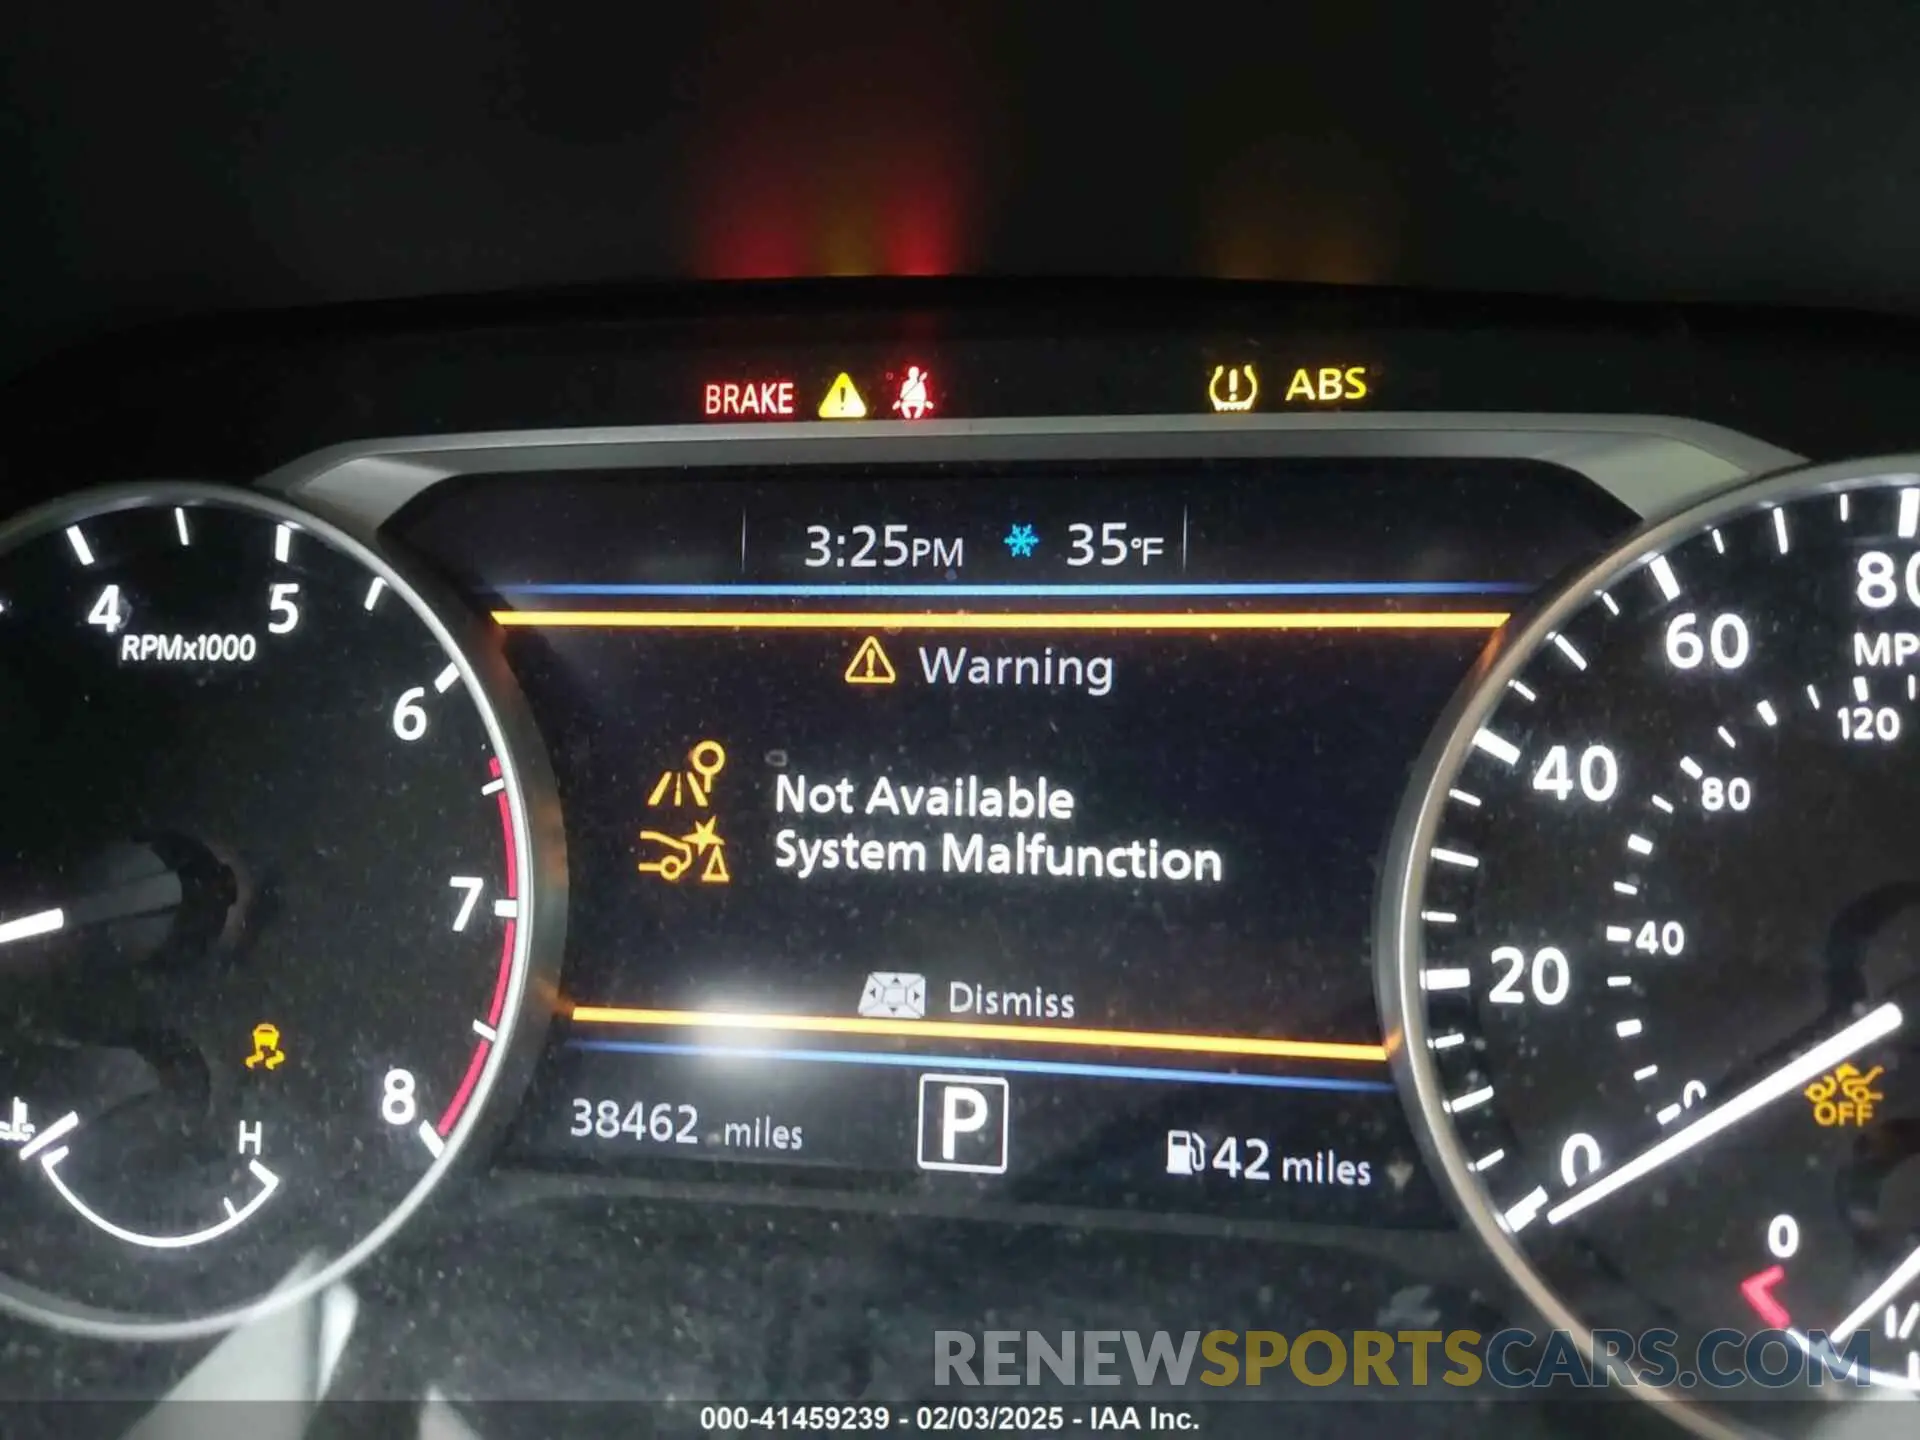 BRAKE ABS
3:25PM 35°F
Warning
Not Available
System Malfunction
Dismiss
38462 miles P 42 miles
4 5 6 7 8
RPMx1000
H
0 20 40 60 80
40 80 120
0
OFF
0
RENEWSPORTSCARS.COM
000-41459239 - 02/03/2025 - IAA Inc.